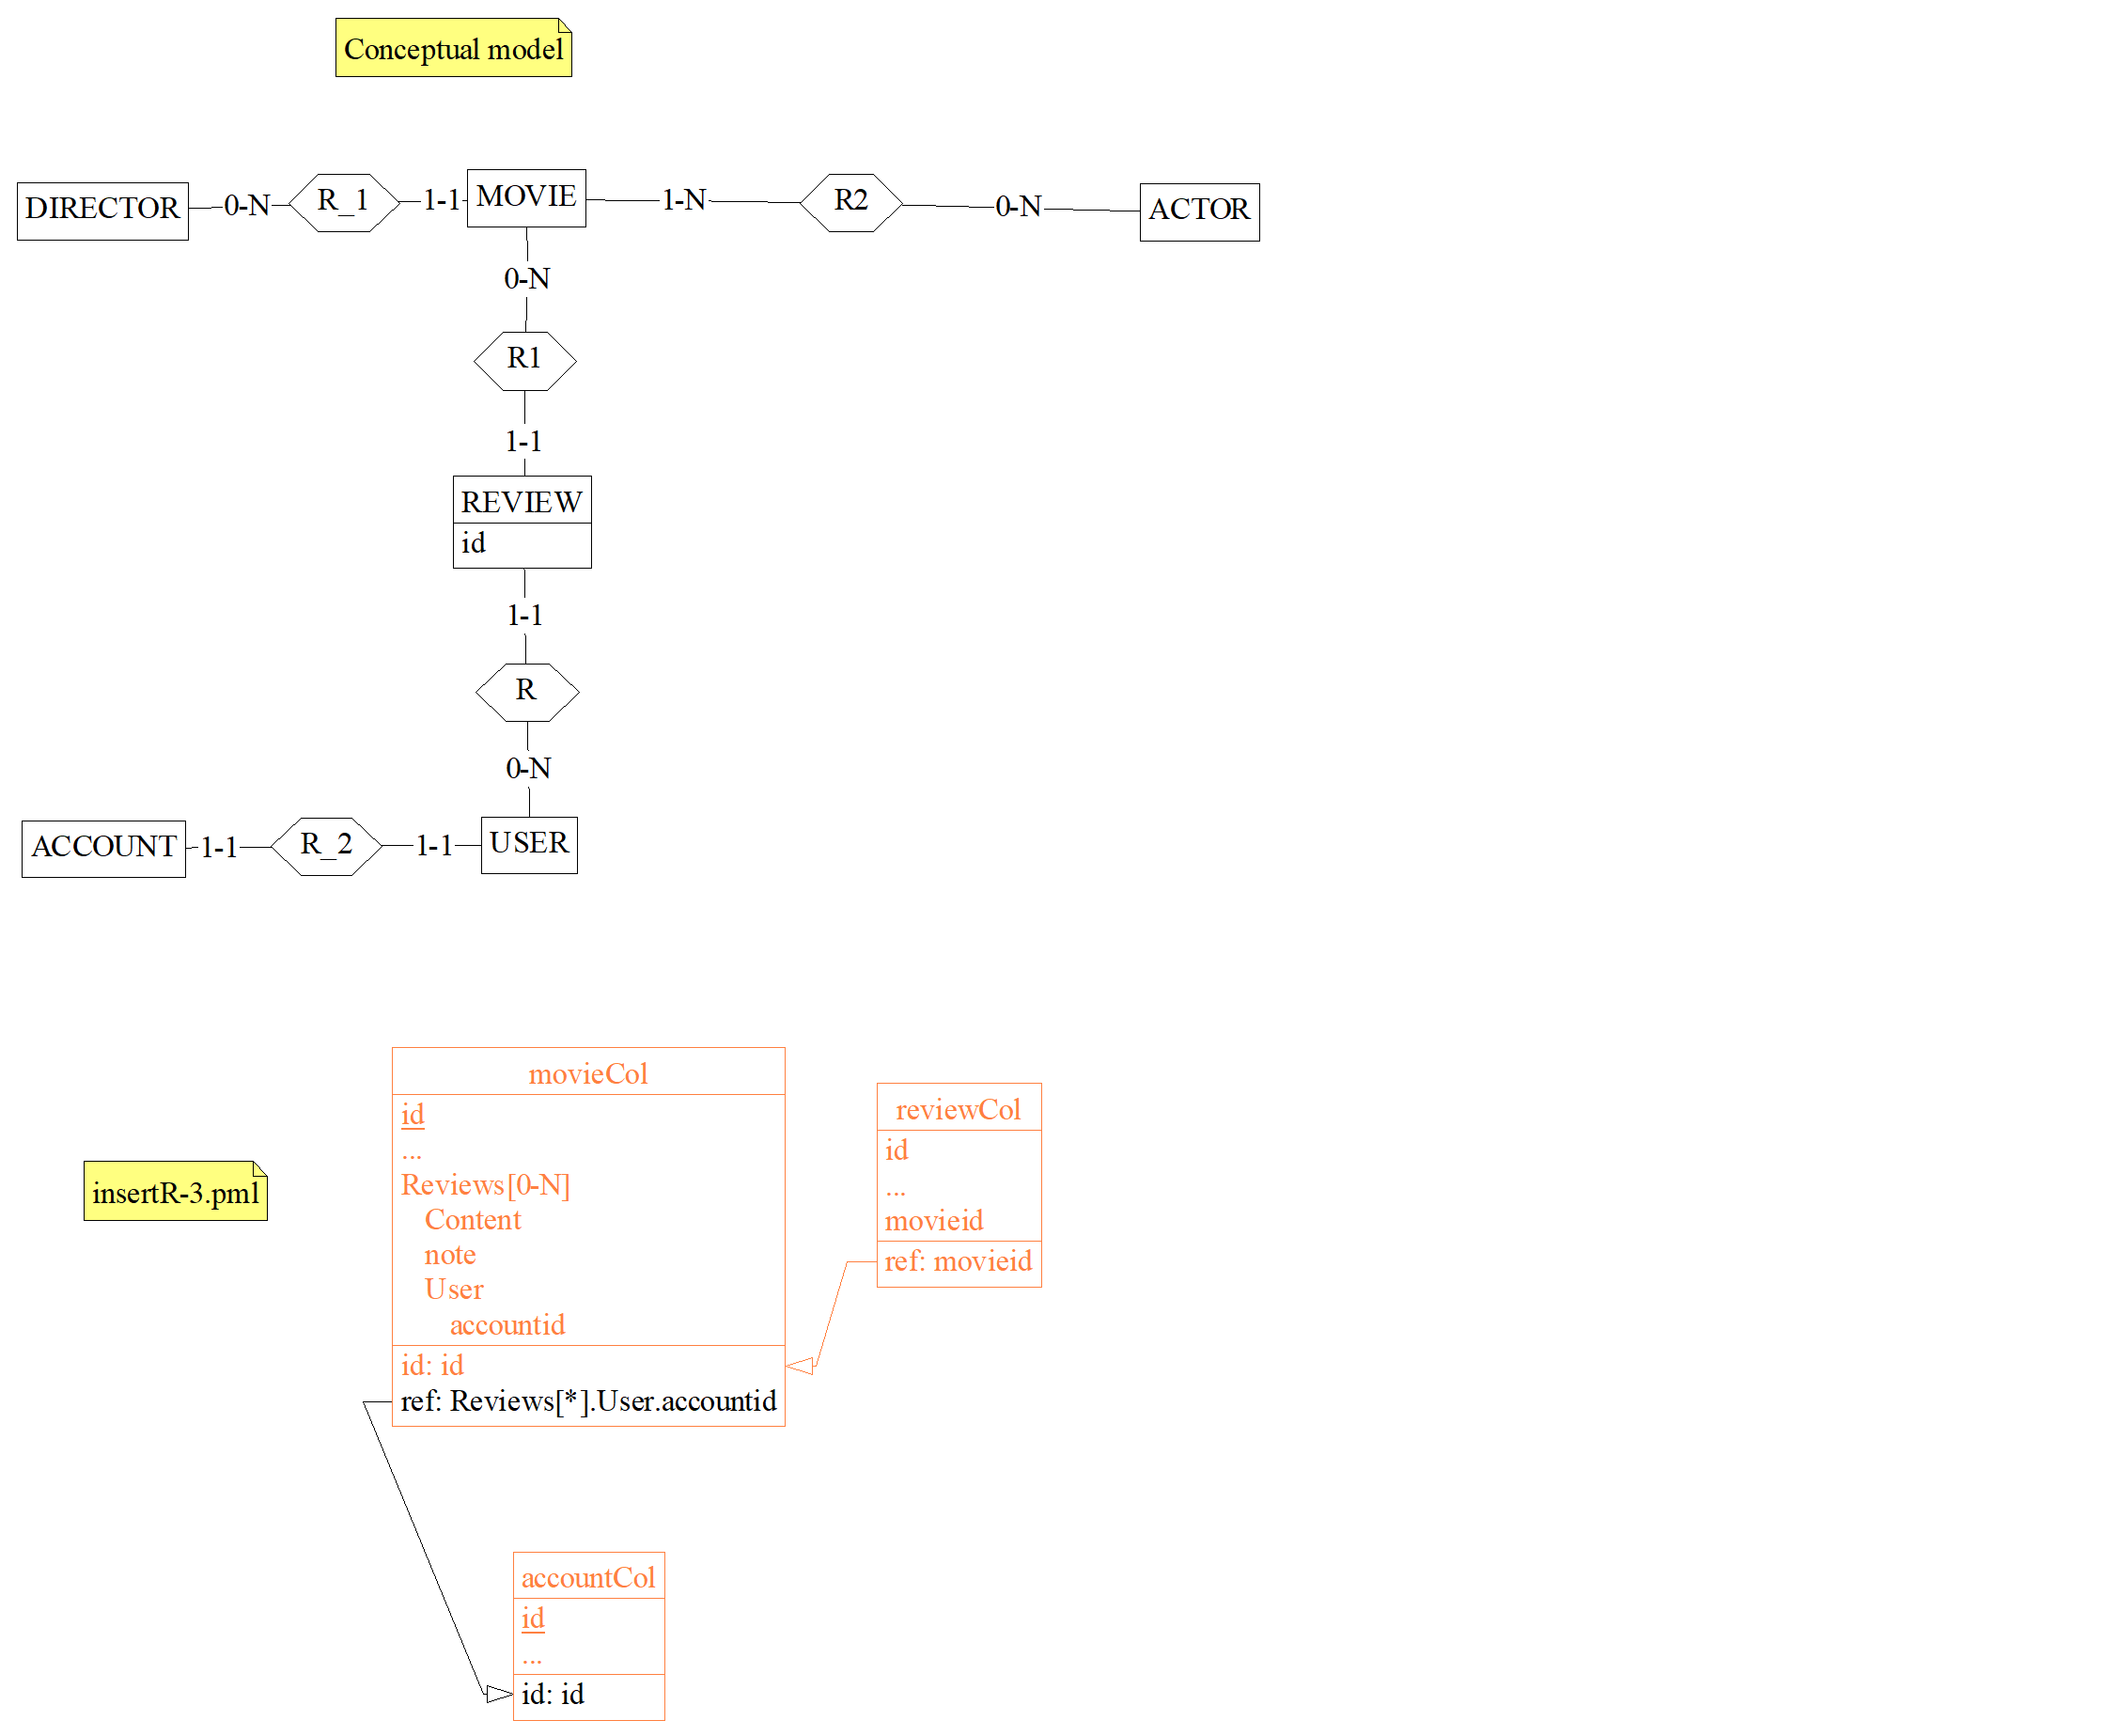 Conceptual model
DIRECTOR
0-N
R_1
1-1
MOVIE
1-N
R2
0-N
ACTOR
0-N
R1
1-1
REVIEW
id
1-1
R
0-N
ACCOUNT
1-1
R_2
1-1
USER
insertR-3.pml
movieCol
id
...
Reviews[0-N]
Content
note
User
accountid
id: id
ref: Reviews[*].User.accountid
reviewCol
id
...
movieid
ref: movieid
accountCol
id
...
id: id